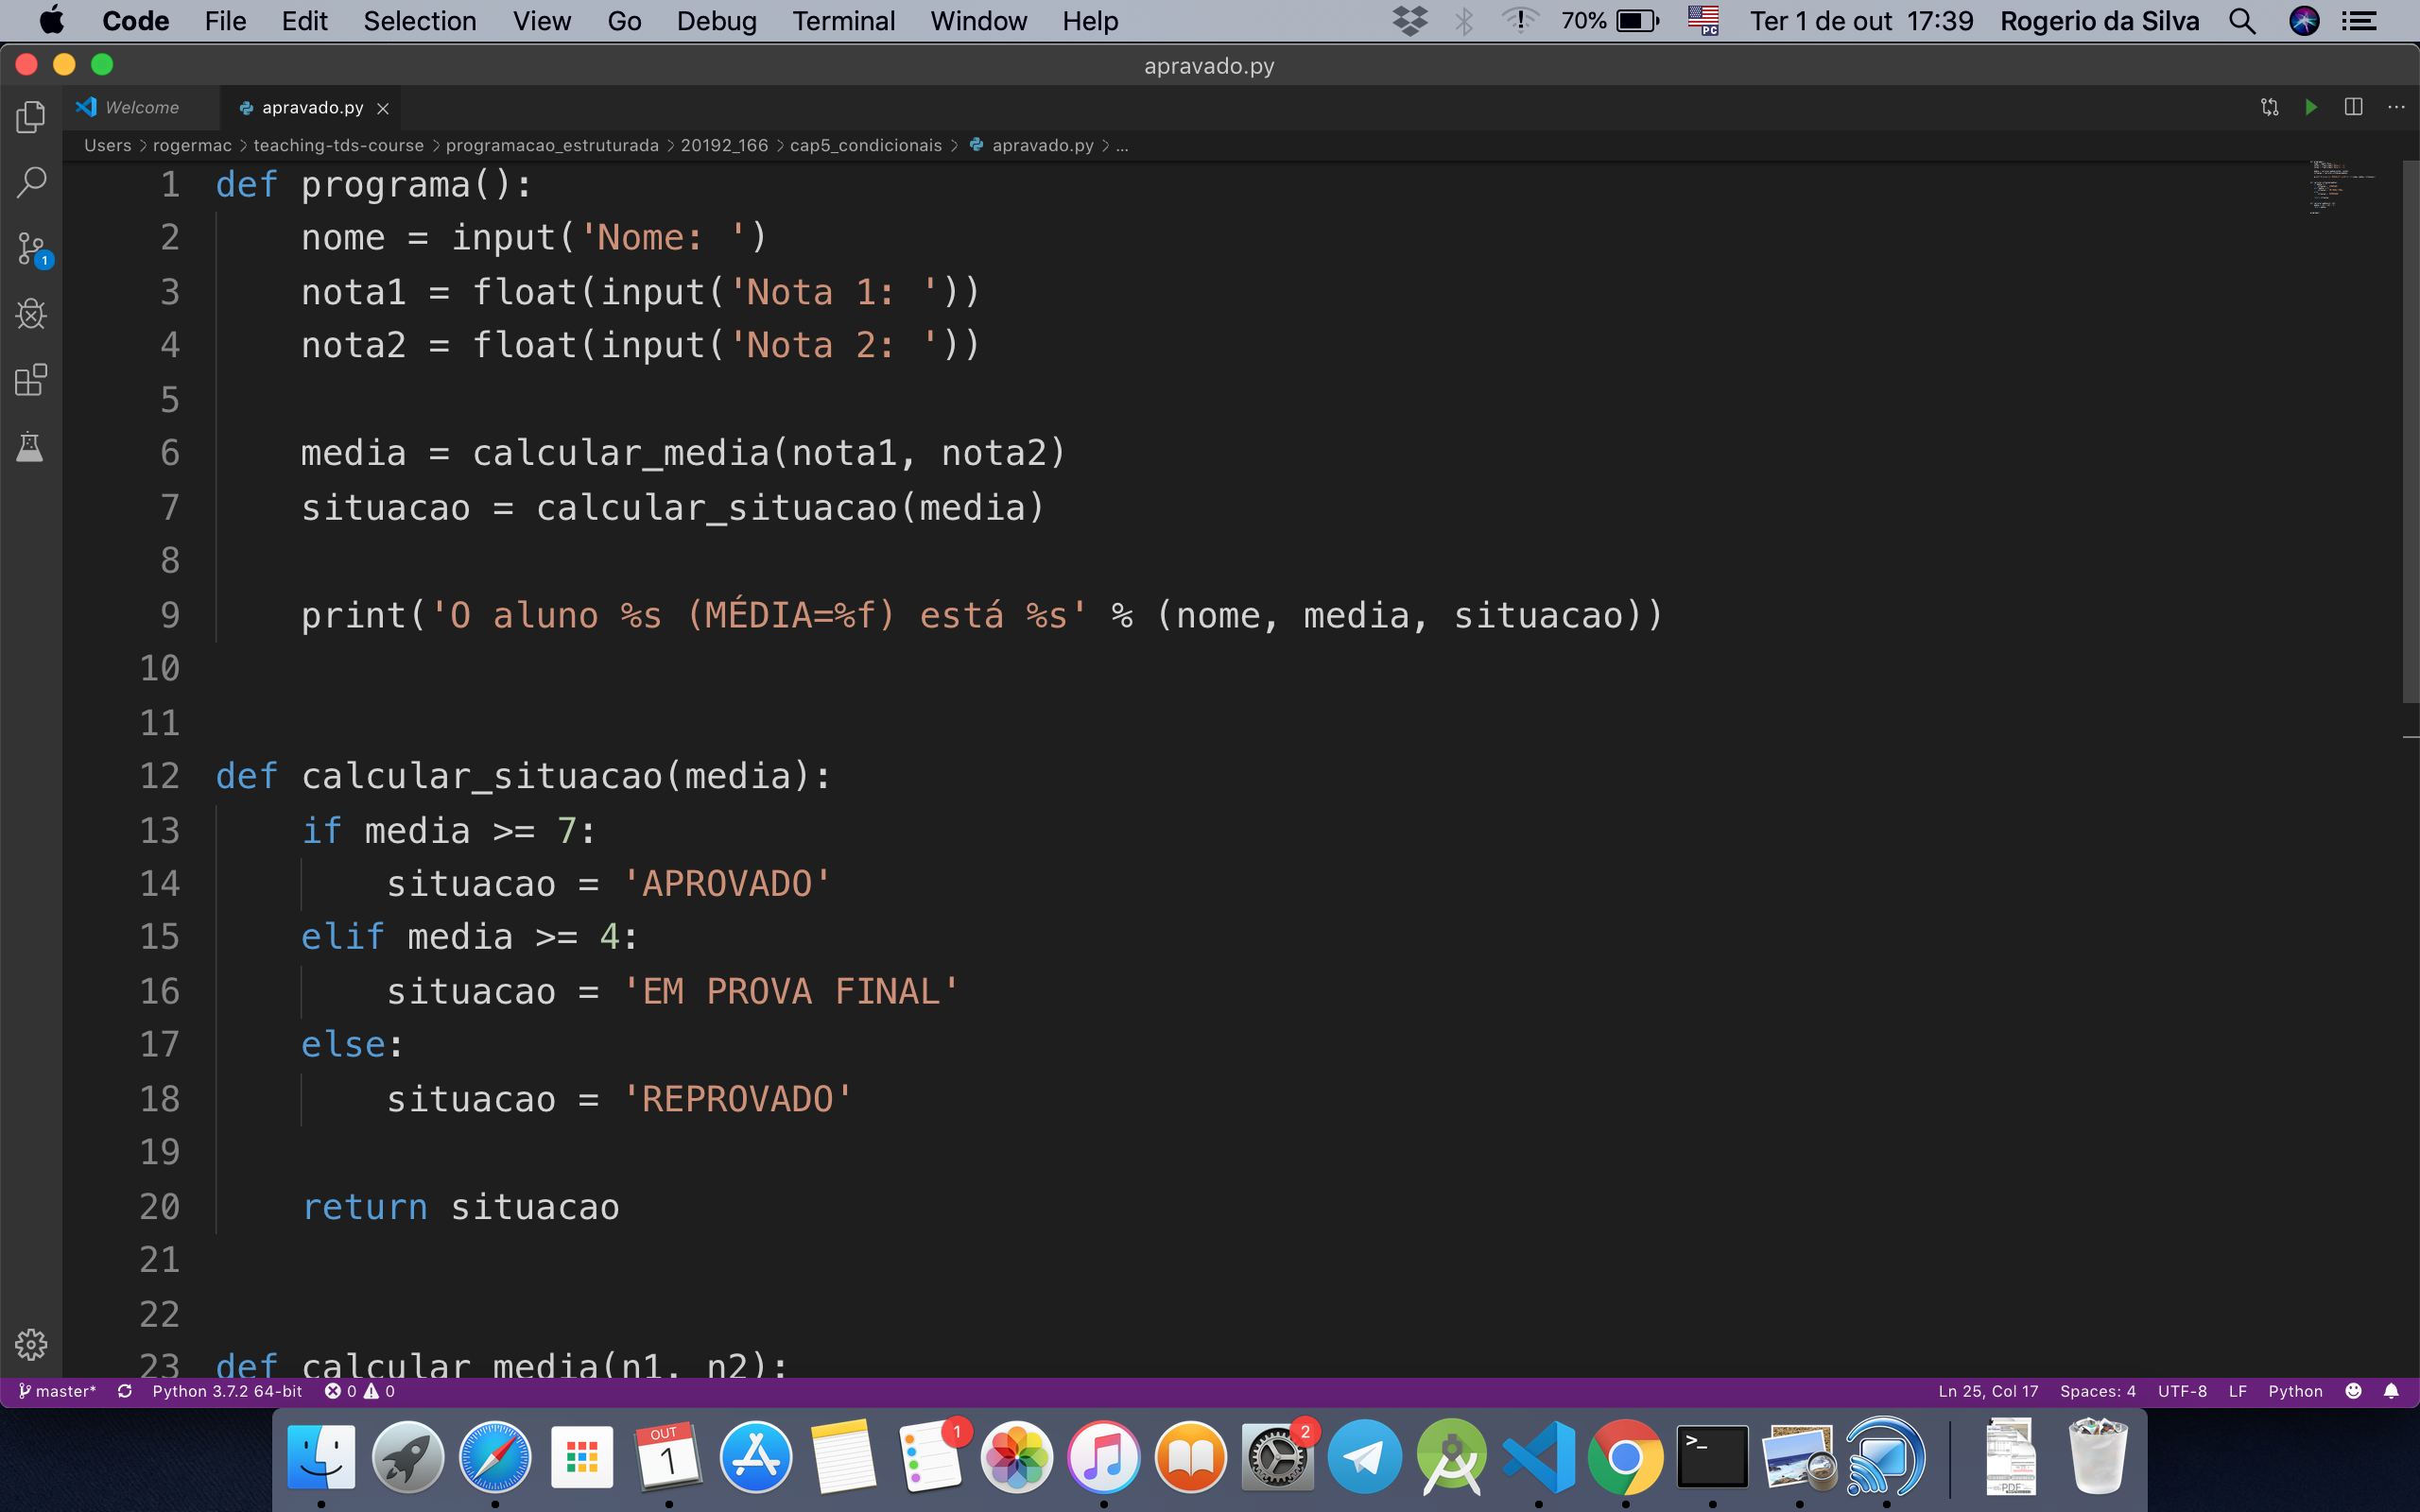 Code File Edit Selection View Go Debug Terminal Window Help 70% PC Ter 1 de out 17:39 Rogerio da Silva
apravado.py
Welcome apravado.py
Users > rogermac > teaching-tds-course > programacao_estruturada > 20192_166 > cap5_condicionais > apravado.py > ...
1 def programa():
2     nome = input('Nome: ')
3     nota1 = float(input('Nota 1: '))
4     nota2 = float(input('Nota 2: '))
5
6     media = calcular_media(nota1, nota2)
7     situacao = calcular_situacao(media)
8
9     print('O aluno %s (MÉDIA=%f) está %s' % (nome, media, situacao))
10
11
12 def calcular_situacao(media):
13     if media >= 7:
14         situacao = 'APROVADO'
15     elif media >= 4:
16         situacao = 'EM PROVA FINAL'
17     else:
18         situacao = 'REPROVADO'
19
20     return situacao
21
22
23 def calcular_media(n1, n2):
1
master* Python 3.7.2 64-bit 0 0 Ln 25, Col 17 Spaces: 4 UTF-8 LF Python
OUT
1
1
2
>_
PDF